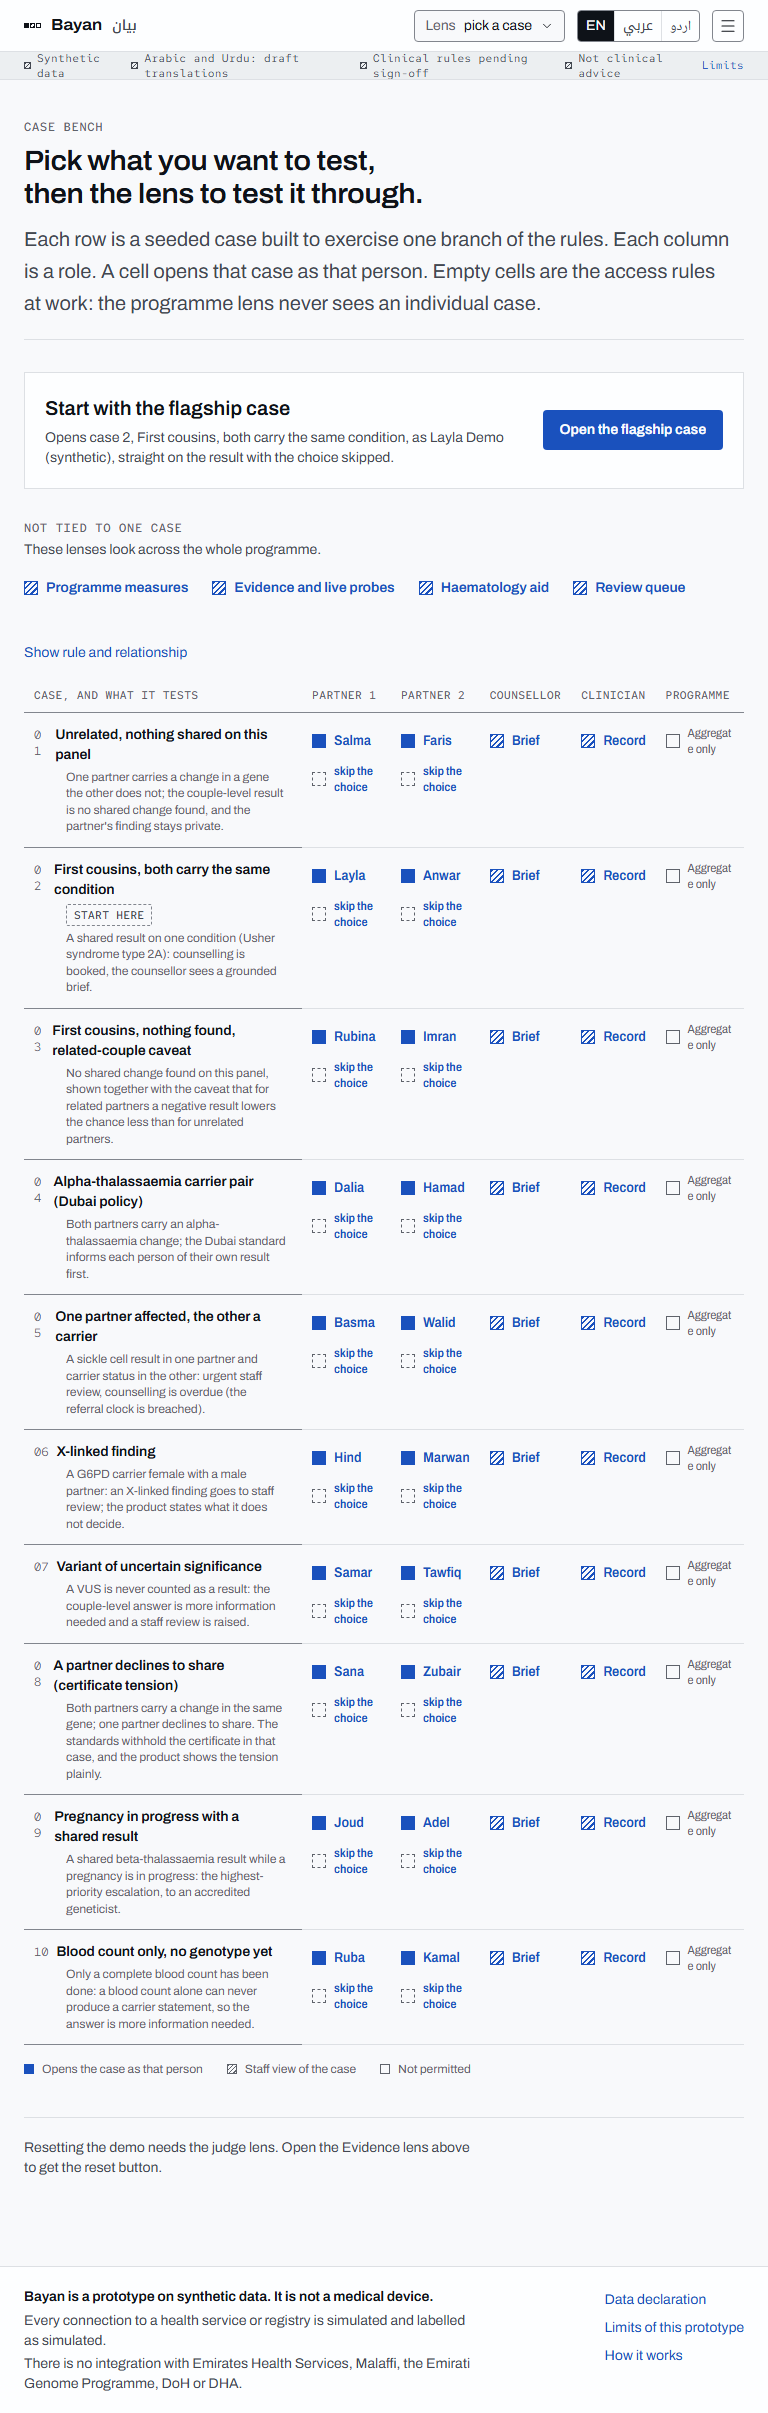 Bayan بيان
Lens pick a case
EN عربي اردو
Synthetic data
Arabic and Urdu: draft translations
Clinical rules pending sign-off
Not clinical advice
Limits
CASE BENCH
Pick what you want to test,
then the lens to test it through.
Each row is a seeded case built to exercise one branch of the rules. Each column
is a role. A cell opens that case as that person. Empty cells are the access rules
at work: the programme lens never sees an individual case.
Start with the flagship case
Opens case 2, First cousins, both carry the same condition, as Layla Demo
(synthetic), straight on the result with the choice skipped.
Open the flagship case
NOT TIED TO ONE CASE
These lenses look across the whole programme.
Programme measures Evidence and live probes Haematology aid Review queue
Show rule and relationship
CASE, AND WHAT IT TESTS PARTNER 1 PARTNER 2 COUNSELLOR CLINICIAN PROGRAMME
01 Unrelated, nothing shared on this
panel
One partner carries a change in a gene
the other does not; the couple-level result
is no shared change found, and the
partner's finding stays private.
Salma
skip the
choice
Faris
skip the
choice
Brief
Record
Aggregat
e only
02 First cousins, both carry the same
condition
START HERE
A shared result on one condition (Usher
syndrome type 2A): counselling is
booked, the counsellor sees a grounded
brief.
Layla
skip the
choice
Anwar
skip the
choice
Brief
Record
Aggregat
e only
03 First cousins, nothing found,
related-couple caveat
No shared change found on this panel,
shown together with the caveat that for
related partners a negative result lowers
the chance less than for unrelated
partners.
Rubina
skip the
choice
Imran
skip the
choice
Brief
Record
Aggregat
e only
04 Alpha-thalassaemia carrier pair
(Dubai policy)
Both partners carry an alpha-
thalassaemia change; the Dubai standard
informs each person of their own result
first.
Dalia
skip the
choice
Hamad
skip the
choice
Brief
Record
Aggregat
e only
05 One partner affected, the other a
carrier
A sickle cell result in one partner and
carrier status in the other: urgent staff
review, counselling is overdue (the
referral clock is breached).
Basma
skip the
choice
Walid
skip the
choice
Brief
Record
Aggregat
e only
06 X-linked finding
A G6PD carrier female with a male
partner: an X-linked finding goes to staff
review; the product states what it does
not decide.
Hind
skip the
choice
Marwan
skip the
choice
Brief
Record
Aggregat
e only
07 Variant of uncertain significance
A VUS is never counted as a result: the
couple-level answer is more information
needed and a staff review is raised.
Samar
skip the
choice
Tawfiq
skip the
choice
Brief
Record
Aggregat
e only
08 A partner declines to share
(certificate tension)
Both partners carry a change in the same
gene; one partner declines to share. The
standards withhold the certificate in that
case, and the product shows the tension
plainly.
Sana
skip the
choice
Zubair
skip the
choice
Brief
Record
Aggregat
e only
09 Pregnancy in progress with a
shared result
A shared beta-thalassaemia result while a
pregnancy is in progress: the highest-
priority escalation, to an accredited
geneticist.
Joud
skip the
choice
Adel
skip the
choice
Brief
Record
Aggregat
e only
10 Blood count only, no genotype yet
Only a complete blood count has been
done: a blood count alone can never
produce a carrier statement, so the
answer is more information needed.
Ruba
skip the
choice
Kamal
skip the
choice
Brief
Record
Aggregat
e only
Opens the case as that person Staff view of the case Not permitted
Resetting the demo needs the judge lens. Open the Evidence lens above
to get the reset button.
Bayan is a prototype on synthetic data. It is not a medical device.
Every connection to a health service or registry is simulated and labelled
as simulated.
There is no integration with Emirates Health Services, Malaffi, the Emirati
Genome Programme, DoH or DHA.
Data declaration
Limits of this prototype
How it works